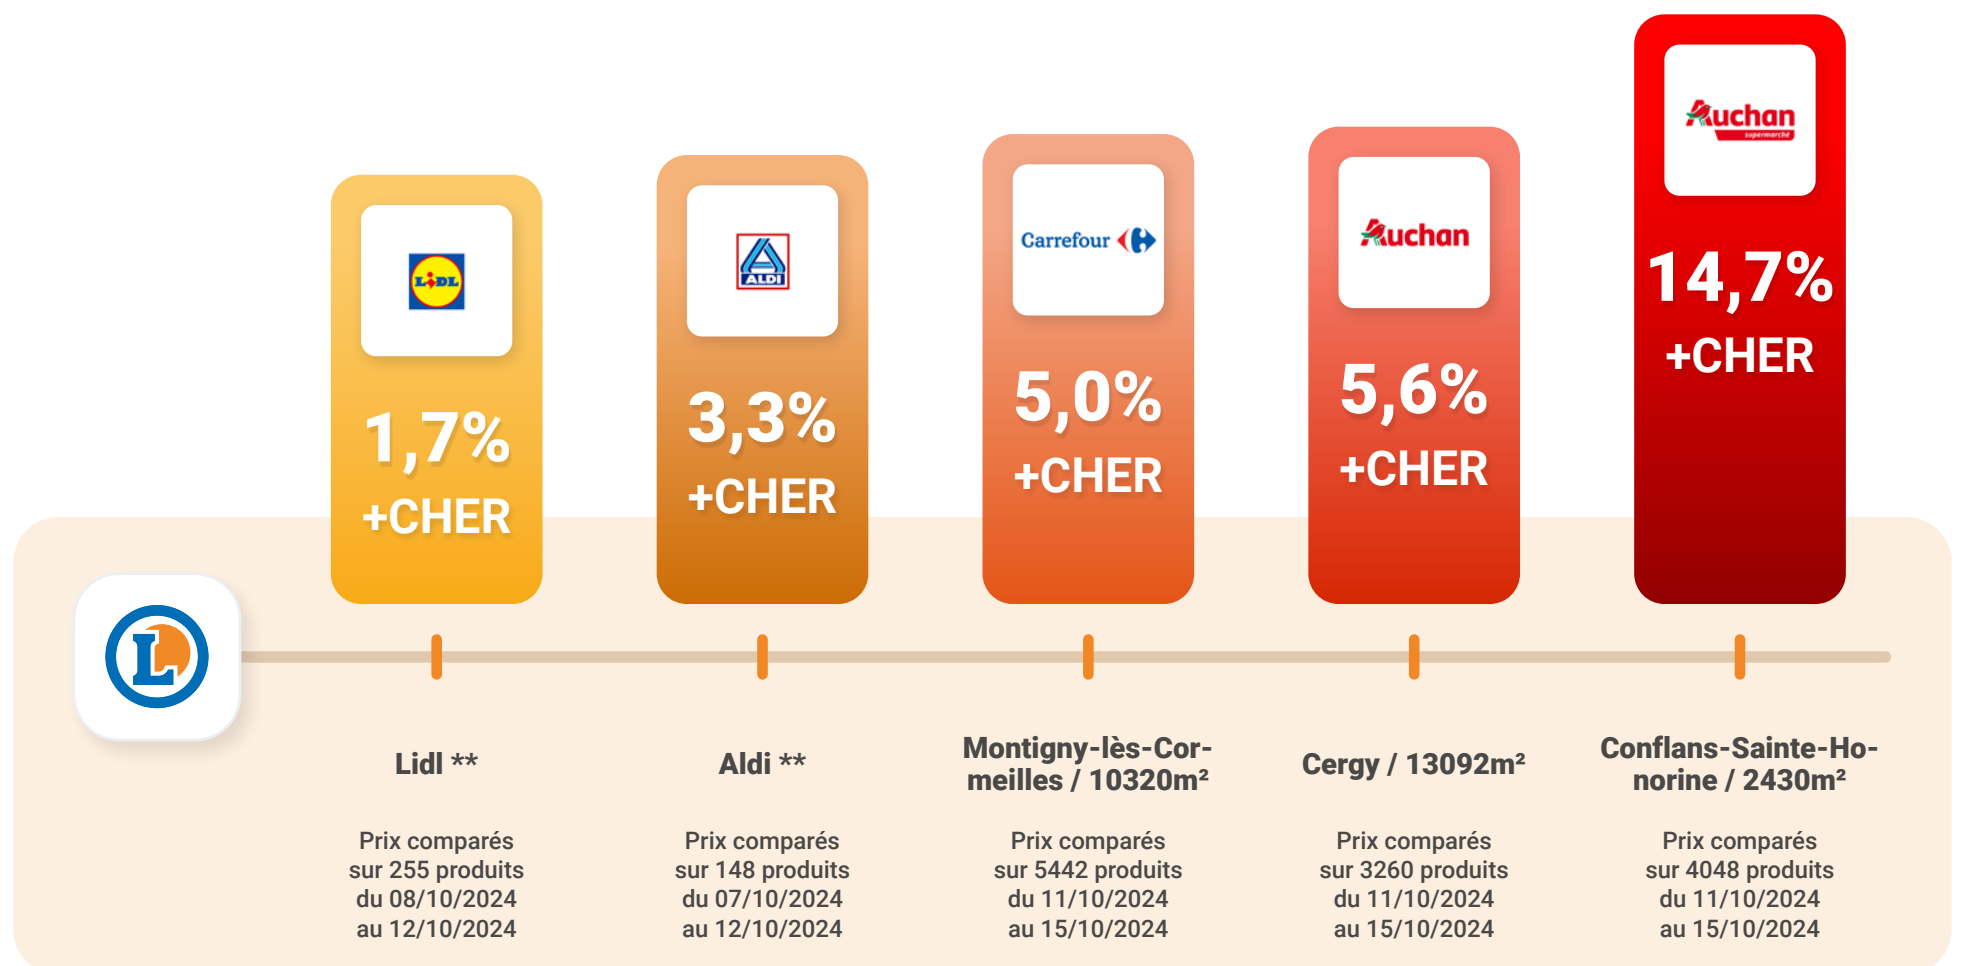 LIDL
1,7%
+CHER
ALDI
3,3%
+CHER
Carrefour
5,0%
+CHER
Auchan
5,6%
+CHER
Auchan
supermarché
14,7%
+CHER
L
Lidl **
Prix comparés
sur 255 produits
du 08/10/2024
au 12/10/2024
Aldi **
Prix comparés
sur 148 produits
du 07/10/2024
au 12/10/2024
Montigny-lès-Cor-
meilles / 10320m²
Prix comparés
sur 5442 produits
du 11/10/2024
au 15/10/2024
Cergy / 13092m²
Prix comparés
sur 3260 produits
du 11/10/2024
au 15/10/2024
Conflans-Sainte-Ho-
norine / 2430m²
Prix comparés
sur 4048 produits
du 11/10/2024
au 15/10/2024